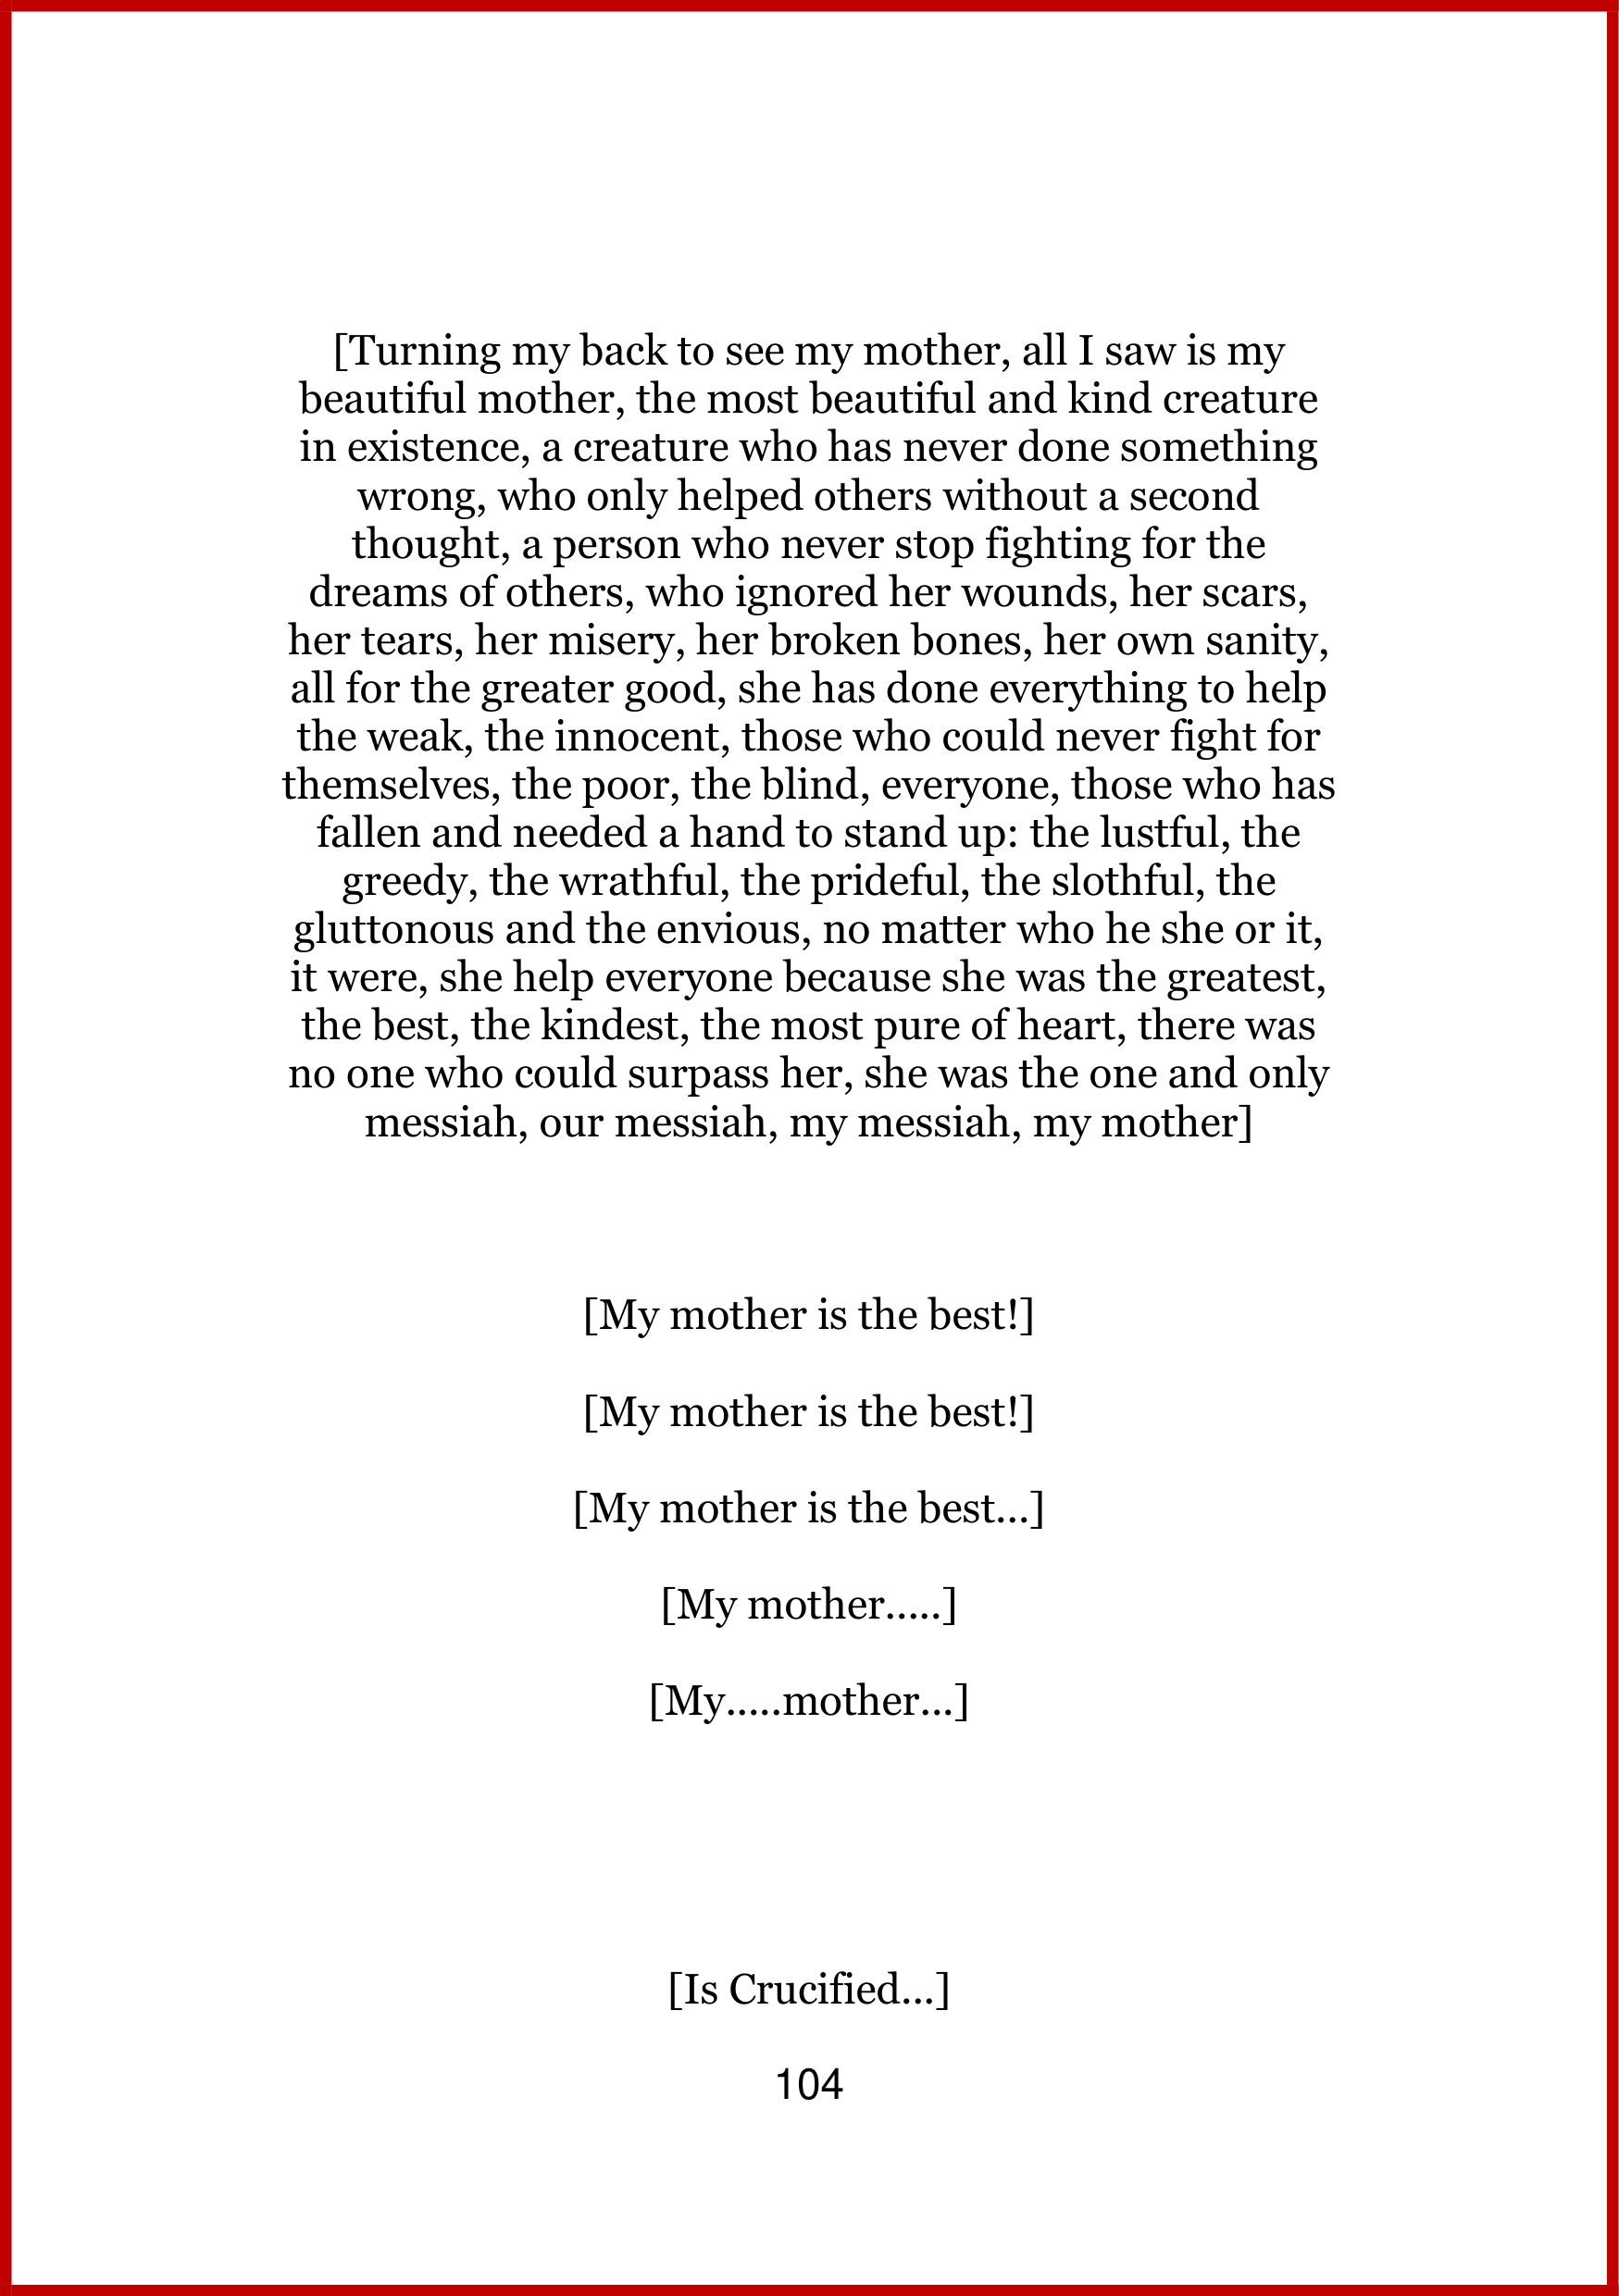 [Turning my back to see my mother, all I saw is my
beautiful mother, the most beautiful and kind creature
in existence, a creature who has never done something
wrong, who only helped others without a second
thought, a person who never stop fighting for the
dreams of others, who ignored her wounds, her scars,
her tears, her misery, her broken bones, her own sanity,
all for the greater good, she has done everything to help
the weak, the innocent, those who could never fight for
themselves, the poor, the blind, everyone, those who has
fallen and needed a hand to stand up: the lustful, the
greedy, the wrathful, the prideful, the slothful, the
gluttonous and the envious, no matter who he she or it,
it were, she help everyone because she was the greatest,
the best, the kindest, the most pure of heart, there was
no one who could surpass her, she was the one and only
messiah, our messiah, my messiah, my mother]
[My mother is the best!]
[My mother is the best!]
[My mother is the best...]
[My mother.....]
[My.....mother...]
[Is Crucified...]
104